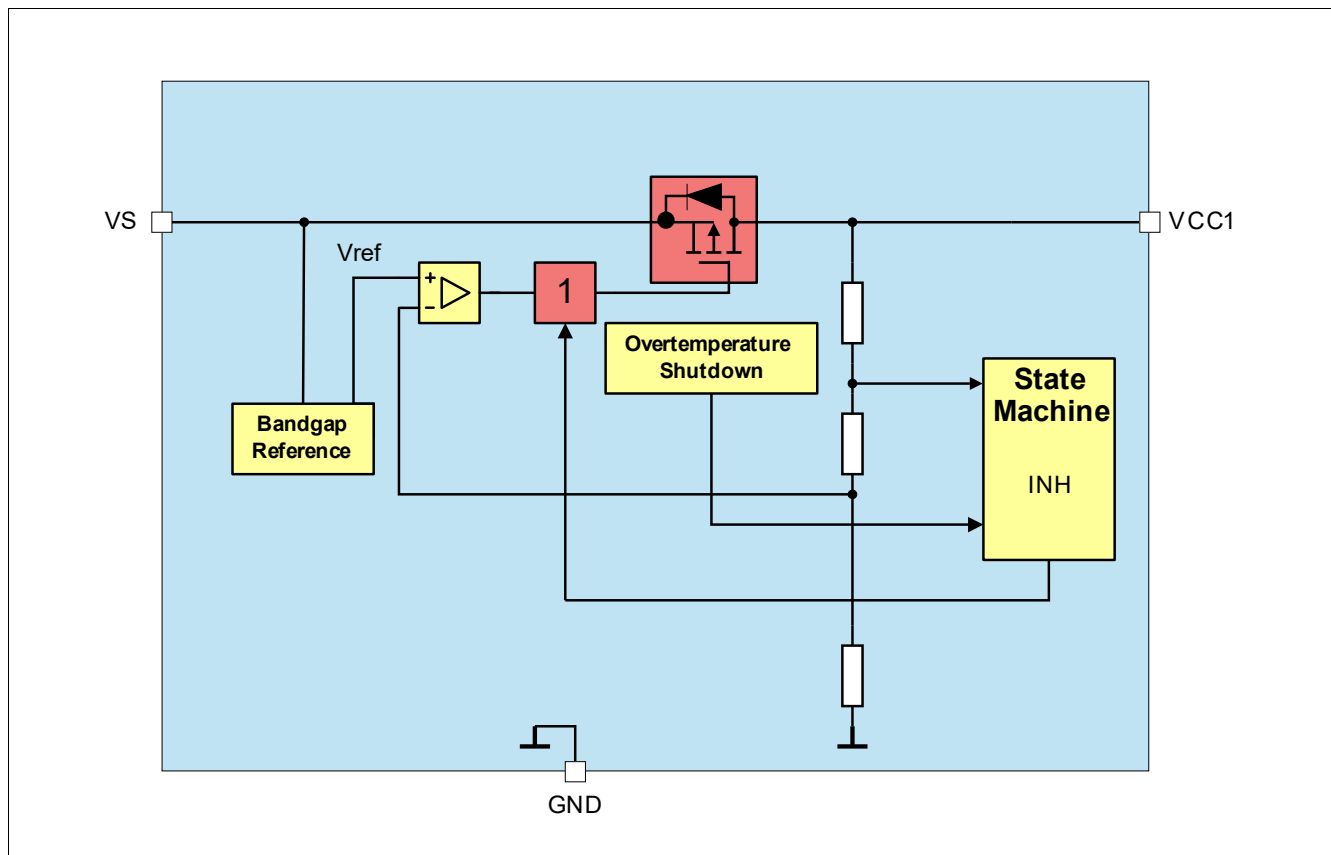 VS
VCC1
Vref
+
-
1
Overtemperature
Shutdown
State
Machine
INH
Bandgap
Reference
GND